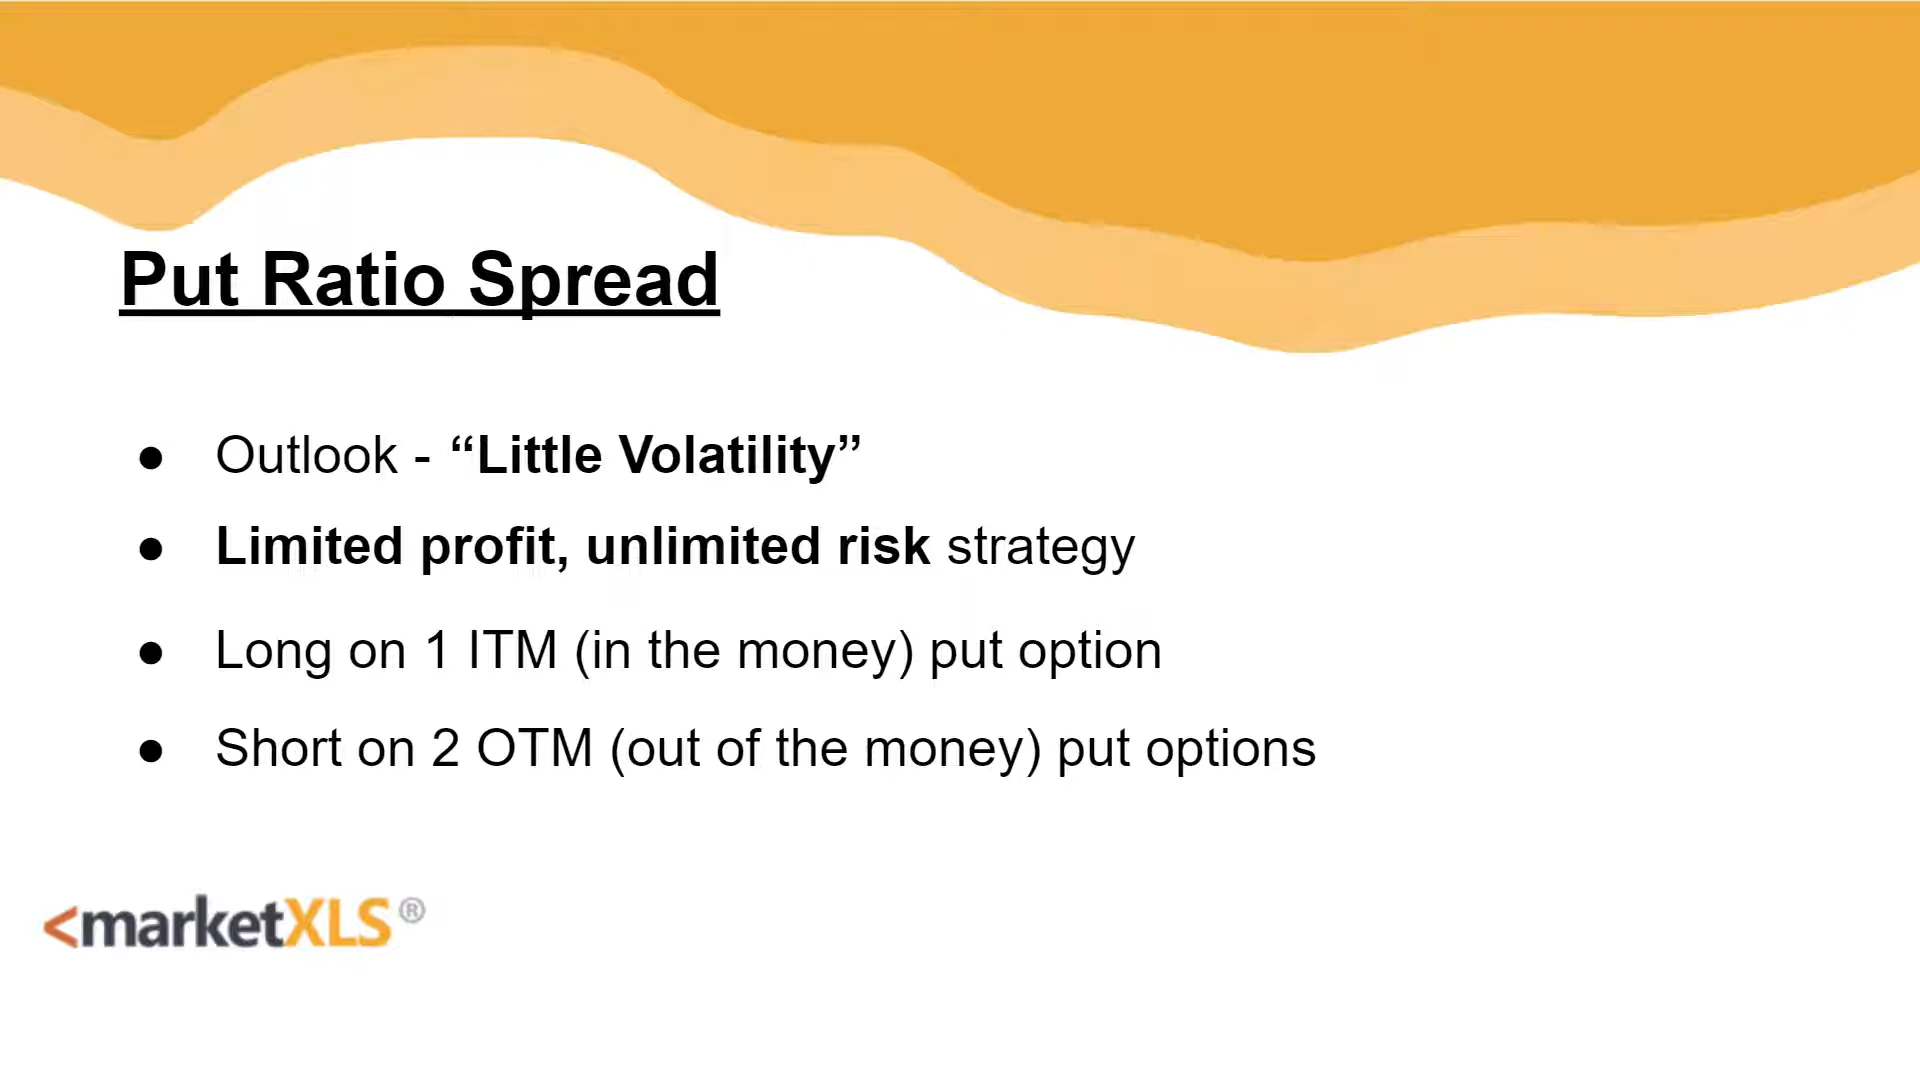 Put Ratio Spread
● Outlook - “Little Volatility”
● Limited profit, unlimited risk strategy
● Long on 1 ITM (in the money) put option
● Short on 2 OTM (out of the money) put options
<marketXLS®